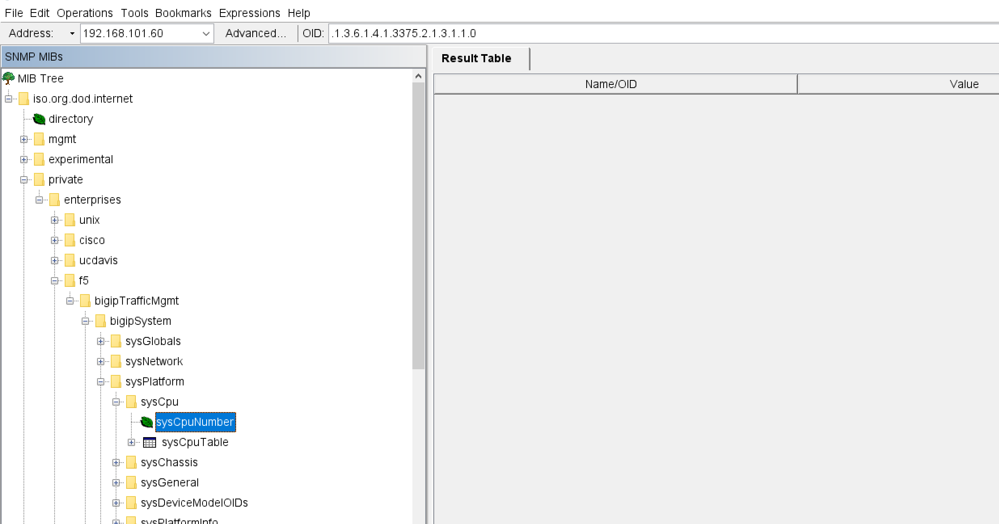 File Edit Operations Tools Bookmarks Expressions Help
Address: 192.168.101.60 Advanced... OID: .1.3.6.1.4.1.3375.2.1.3.1.1.0
SNMP MIBs
MIB Tree
iso.org.dod.internet
directory
mgmt
experimental
private
enterprises
unix
cisco
ucdavis
f5
bigipTrafficMgmt
bigipSystem
sysGlobals
sysNetwork
sysPlatform
sysCpu
sysCpuNumber
sysCpuTable
sysChassis
sysGeneral
sysDeviceModelOIDs
sysPlatformInfo
Result Table
Name/OID Value